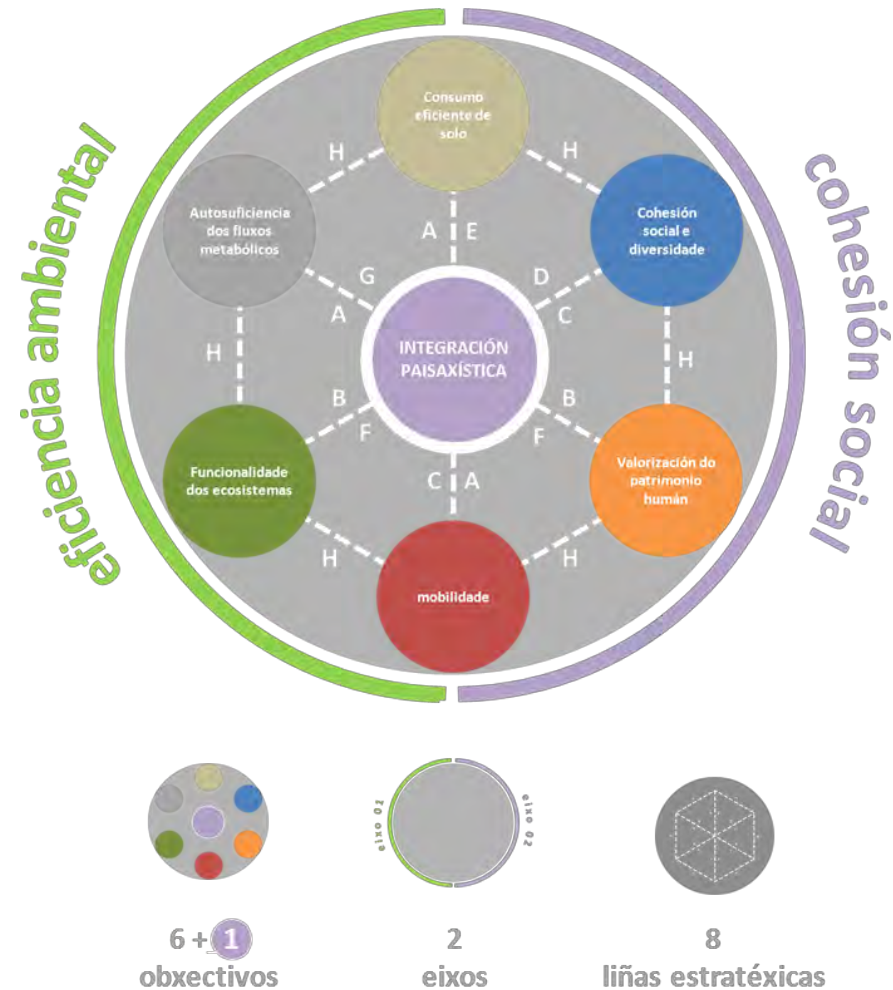 eficiencia ambiental
cohesión social
Consumo
eficiente de
solo
H
H
Autosuficiencia
dos fluxos
metabólicos
Cohesión
social e
diversidade
A
E
G
A
D
C
H
INTEGRACIÓN
PAISAXÍSTICA
H
B
F
B
F
Funcionalidade
dos ecosistemas
C
A
Valorización do
patrimonio
humán
H
H
mobilidade
eixo 01
eixo 02
6 + 1
obxectivos
2
eixos
8
liñas estratéxicas